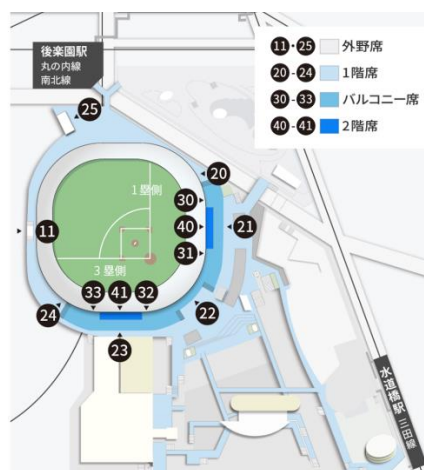 後楽園駅
丸の内線
南北線
11・25 外野席
20-24 1階席
30-33 バルコニー席
40-41 2階席
25
20
1塁側
30
11
40
21
31
3塁側
33 41 32
24
22
23
水道橋駅
三田線